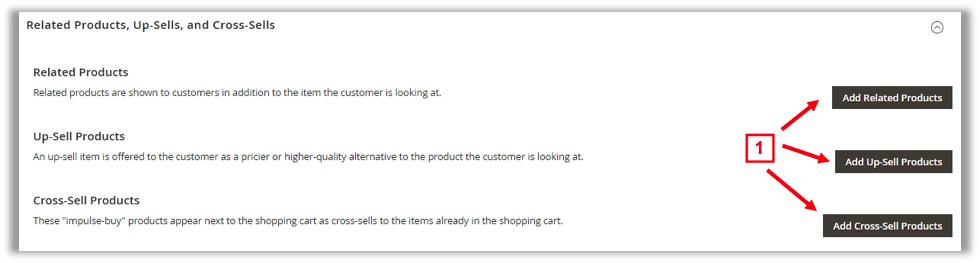 Related Products, Up-Sells, and Cross-Sells
Related Products
Related products are shown to customers in addition to the item the customer is looking at.
Add Related Products
Up-Sell Products
1
An up-sell item is offered to the customer as a pricier or higher-quality alternative to the product the customer is looking at.
Add Up-Sell Products
Cross-Sell Products
These "impulse-buy" products appear next to the shopping cart as cross-sells to the items already in the shopping cart.
Add Cross-Sell Products